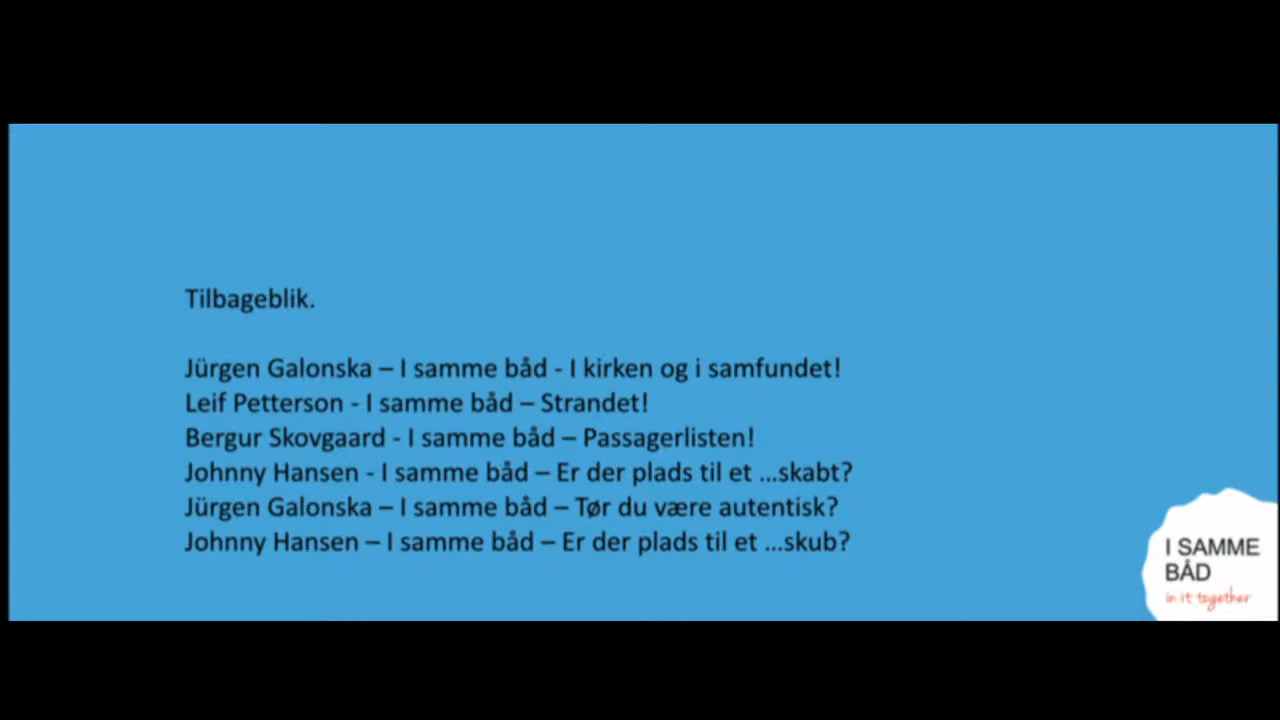 Tilbageblik.
Jürgen Galonska – I samme båd - I kirken og i samfundet!
Leif Petterson - I samme båd – Strandet!
Bergur Skovgaard - I samme båd – Passagerlisten!
Johnny Hansen - I samme båd – Er der plads til et ...skabt?
Jürgen Galonska – I samme båd – Tør du være autentisk?
Johnny Hansen – I samme båd – Er der plads til et ...skub?
I SAMME
BÅD
in it together